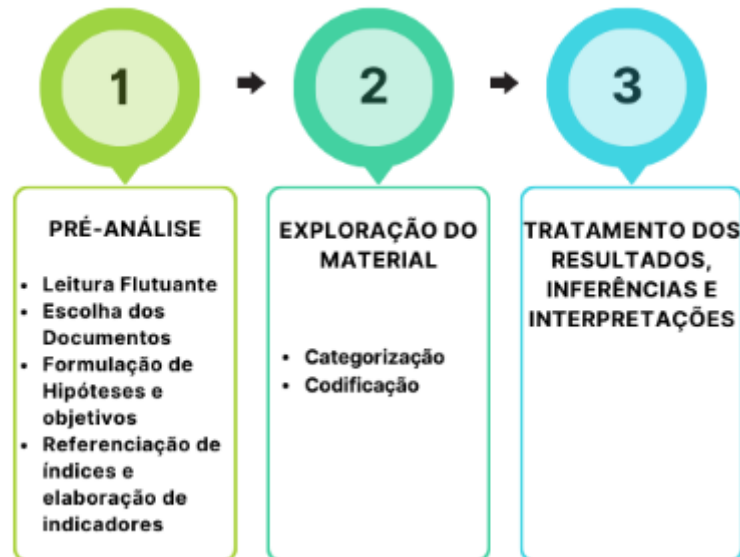 1
2
3
PRÉ-ANÁLISE
• Leitura Flutuante
• Escolha dos
Documentos
• Formulação de
Hipóteses e
objetivos
• Referenciação de
índices e
elaboração de
indicadores
EXPLORAÇÃO DO
MATERIAL
• Categorização
• Codificação
TRATAMENTO DOS
RESULTADOS,
INFERÊNCIAS E
INTERPRETAÇÕES